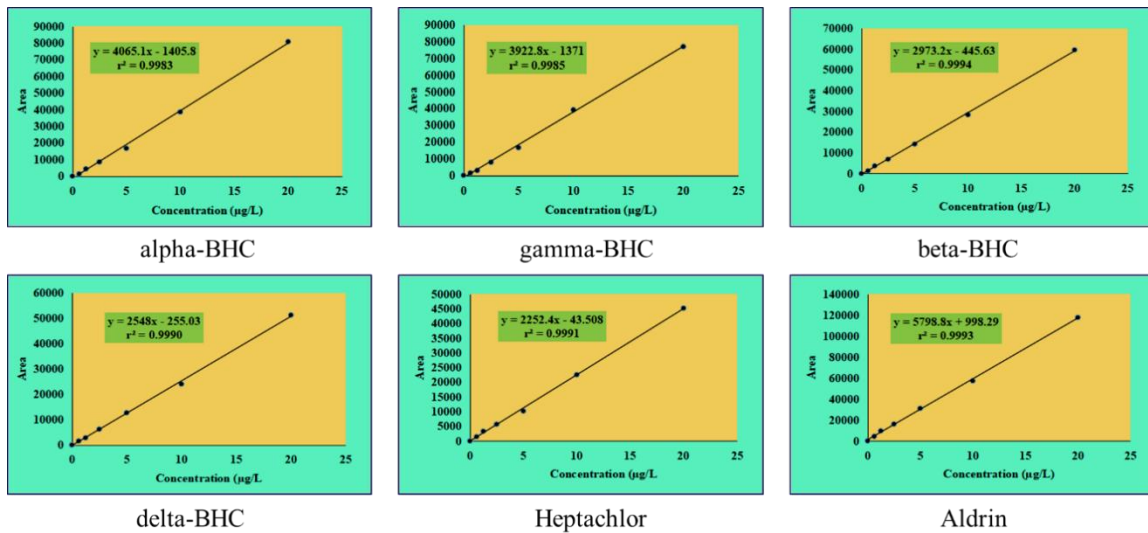 90000
80000
70000
60000
50000
40000
30000
20000
10000
0
Area
y = 4065.1x - 1405.8
r² = 0.9983
0 5 10 15 20 25
Concentration (µg/L)
alpha-BHC
90000
80000
70000
60000
50000
40000
30000
20000
10000
0
Area
y = 3922.8x - 1371
r² = 0.9985
0 5 10 15 20 25
Concentration (µg/L)
gamma-BHC
70000
60000
50000
40000
30000
20000
10000
0
Area
y = 2973.2x - 445.63
r² = 0.9994
0 5 10 15 20 25
Concentration (µg/L)
beta-BHC
60000
50000
40000
30000
20000
10000
0
Area
y = 2548x - 255.03
r² = 0.9990
0 5 10 15 20 25
Concentration (µg/L
delta-BHC
50000
45000
40000
35000
30000
25000
20000
15000
10000
5000
0
Area
y = 2252.4x - 43.508
r² = 0.9991
0 5 10 15 20 25
Concentration (µg/L)
Heptachlor
140000
120000
100000
80000
60000
40000
20000
0
Area
y = 5798.8x + 998.29
r² = 0.9993
0 5 10 15 20 25
Concentration (µg/L)
Aldrin